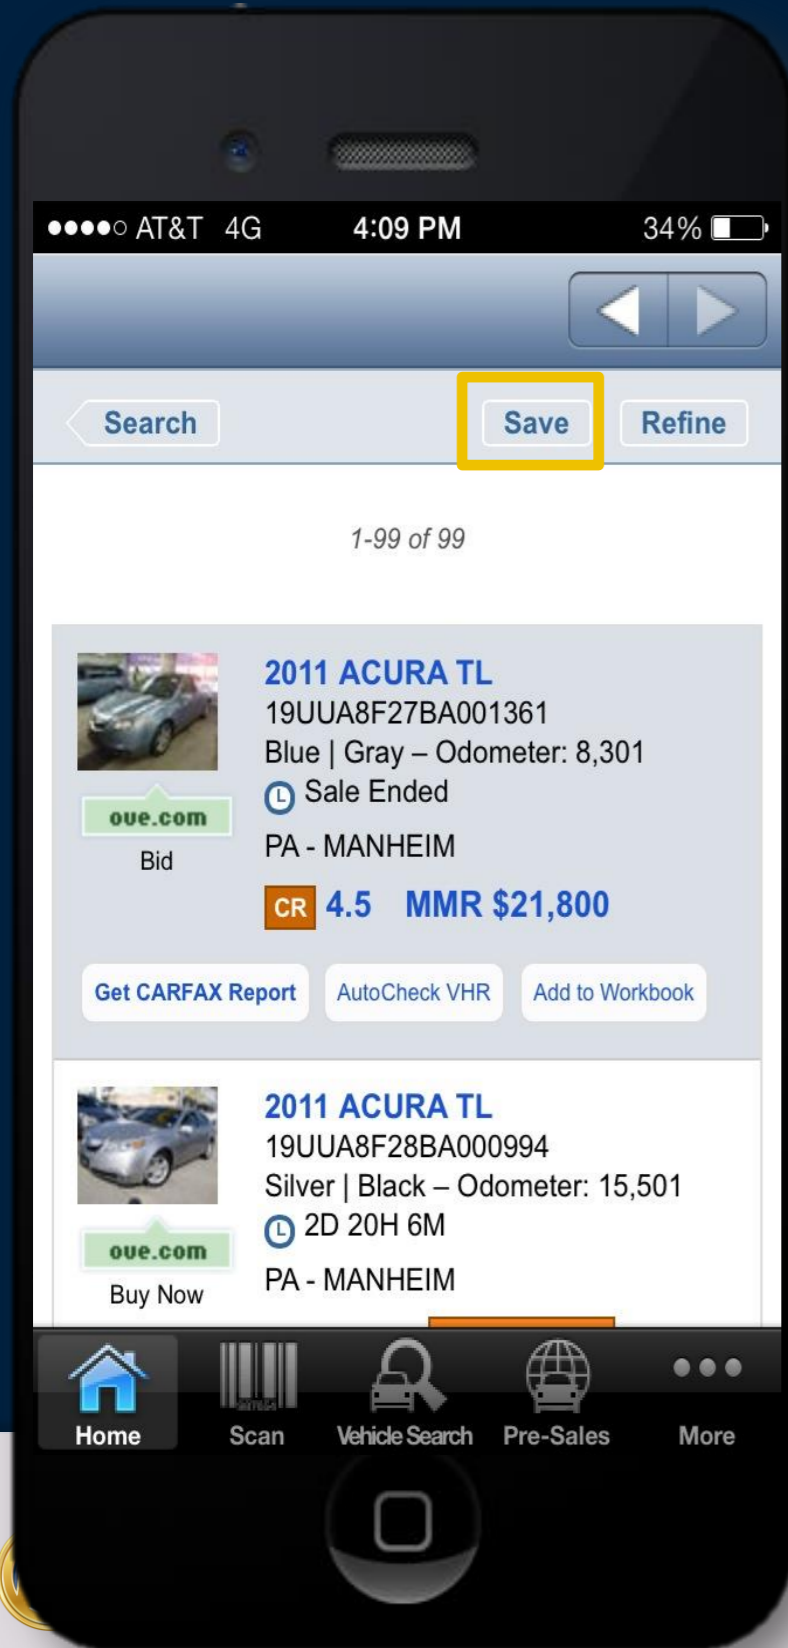 AT&T 4G 4:09 PM 34%
Search Save Refine
1-99 of 99
2011 ACURA TL
19UUA8F27BA001361
Blue | Gray – Odometer: 8,301
Sale Ended
ove.com
Bid
PA - MANHEIM
CR 4.5 MMR $21,800
Get CARFAX Report AutoCheck VHR Add to Workbook
2011 ACURA TL
19UUA8F28BA000994
Silver | Black – Odometer: 15,501
2D 20H 6M
ove.com
Buy Now
PA - MANHEIM
Home Scan Vehicle Search Pre-Sales More